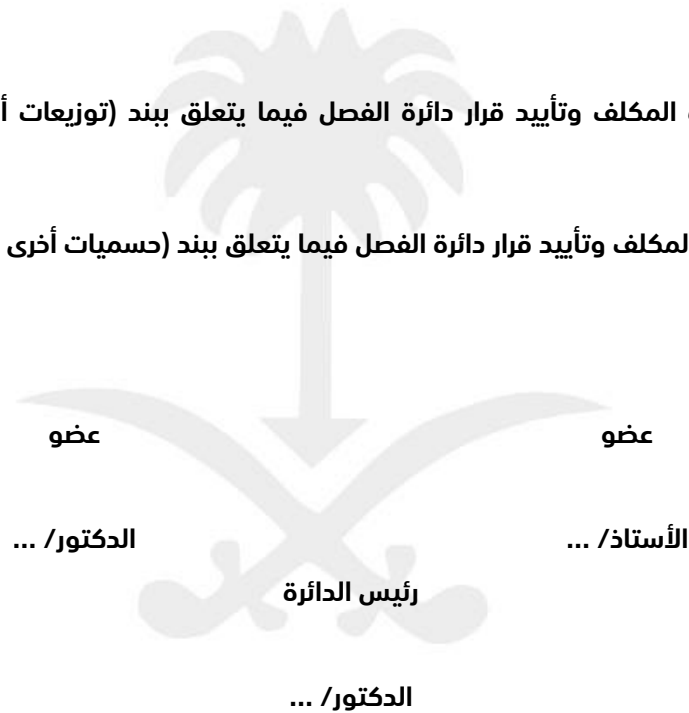 المكلف وتأييد قرار دائرة الفصل فيما يتعلق ببند (توزيعات
لمكلف وتأييد قرار دائرة الفصل فيما يتعلق ببند (حسميات أخرى
عضو عضو
الأستاذ/ ... الدكتور/ ...
رئيس الدائرة
الدكتور/ ...